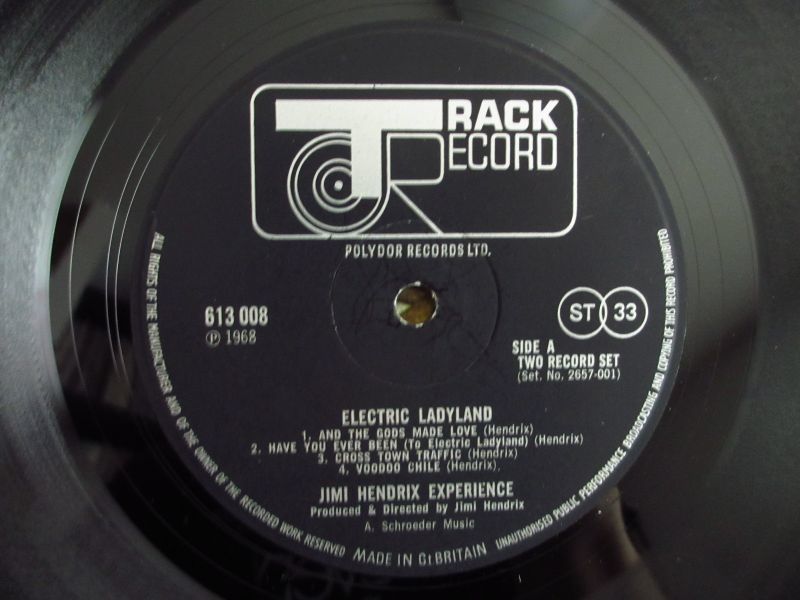 TRACK
RECORD
POLYDOR RECORDS LTD.
613 008
℗ 1968
ST 33
SIDE A
TWO RECORD SET
(Set. No. 2657-001)
ELECTRIC LADYLAND
1. AND THE GODS MADE LOVE (Hendrix)
2. HAVE YOU EVER BEEN (To Electric Ladyland) (Hendrix)
3. CROSS TOWN TRAFFIC (Hendrix)
4. VOODOO CHILE (Hendrix).
JIMI HENDRIX EXPERIENCE
Produced & Directed by Jimi Hendrix
A. Schroeder Music
ALL RIGHTS OF THE MANUFACTURER AND OF THE OWNER OF THE RECORDED WORK RESERVED
MADE IN Gt BRITAIN
UNAUTHORISED PUBLIC PERFORMANCE BROADCASTING AND COPYING OF THIS RECORD PROHIBITED